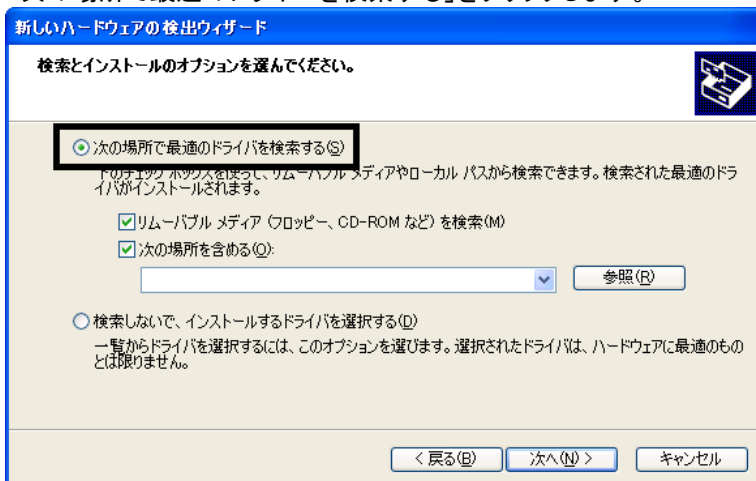 新しいハードウェアの検出ウィザード
検索とインストールのオプションを選んでください。
次の場所で最適のドライバを検索する(S)
下のチェック ボックスを使って、リムーバブル メディアやローカル パスから検索できます。検索された最適のドラ
イバがインストールされます。
リムーバブル メディア (フロッピー、CD-ROM など) を検索(M)
次の場所を含める(O):
参照(R)
検索しないで、インストールするドライバを選択する(D)
一覧からドライバを選択するには、このオプションを選びます。選択されたドライバは、ハードウェアに最適のもの
とは限りません。
< 戻る(B)
次へ(N) >
キャンセル